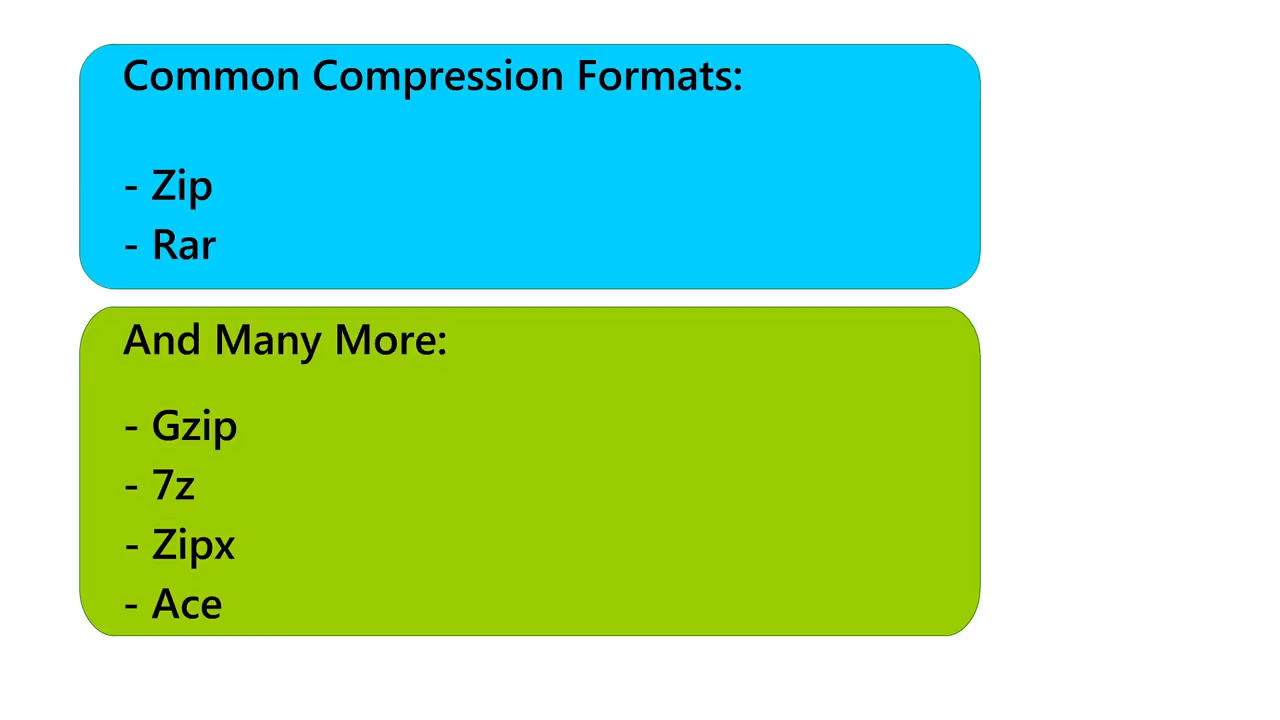 Common Compression Formats:
- Zip
- Rar
And Many More:
- Gzip
- 7z
- Zipx
- Ace